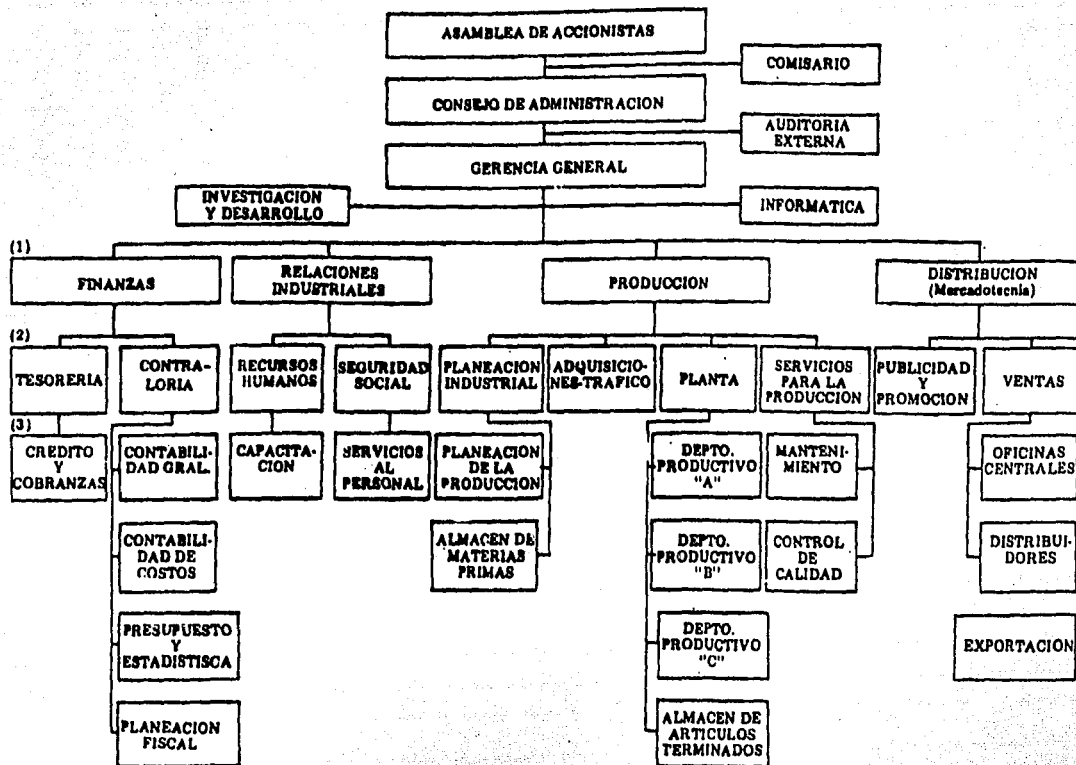 ASAMBLEA DE ACCIONISTAS
COMISARIO
CONSEJO DE ADMINISTRACION
AUDITORIA
EXTERNA
GERENCIA GENERAL
INVESTIGACION
Y DESARROLLO
INFORMATICA
(1)
FINANZAS
RELACIONES
INDUSTRIALES
PRODUCCION
DISTRIBUCION
(Mercadotecnia)
(2)
TESORERIA
CONTRA-
LORIA
RECURSOS
HUMANOS
SEGURIDAD
SOCIAL
PLANEACION
INDUSTRIAL
ADQUISICIO-
NES-TRAFICO
PLANTA
SERVICIOS
PARA LA
PRODUCCION
PUBLICIDAD
Y
PROMOCION
VENTAS
(3)
CREDITO
Y
COBRANZAS
CONTABILI-
DAD GRAL.
CAPACITA-
CION
SERVICIOS
AL
PERSONAL
PLANEACION
DE LA
PRODUCCION
DEPTO.
PRODUCTIVO
"A"
MANTENI-
MIENTO
OFICINAS
CENTRALES
CONTABILI-
DAD DE
COSTOS
ALMACEN DE
MATERIAS
PRIMAS
DEPTO.
PRODUCTIVO
"B"
CONTROL
DE
CALIDAD
DISTRIBUI-
DORES
PRESUPUESTO
Y
ESTADISTISCA
DEPTO.
PRODUCTIVO
"C"
EXPORTACION
PLANEACION
FISCAL
ALMACEN DE
ARTICULOS
TERMINADOS